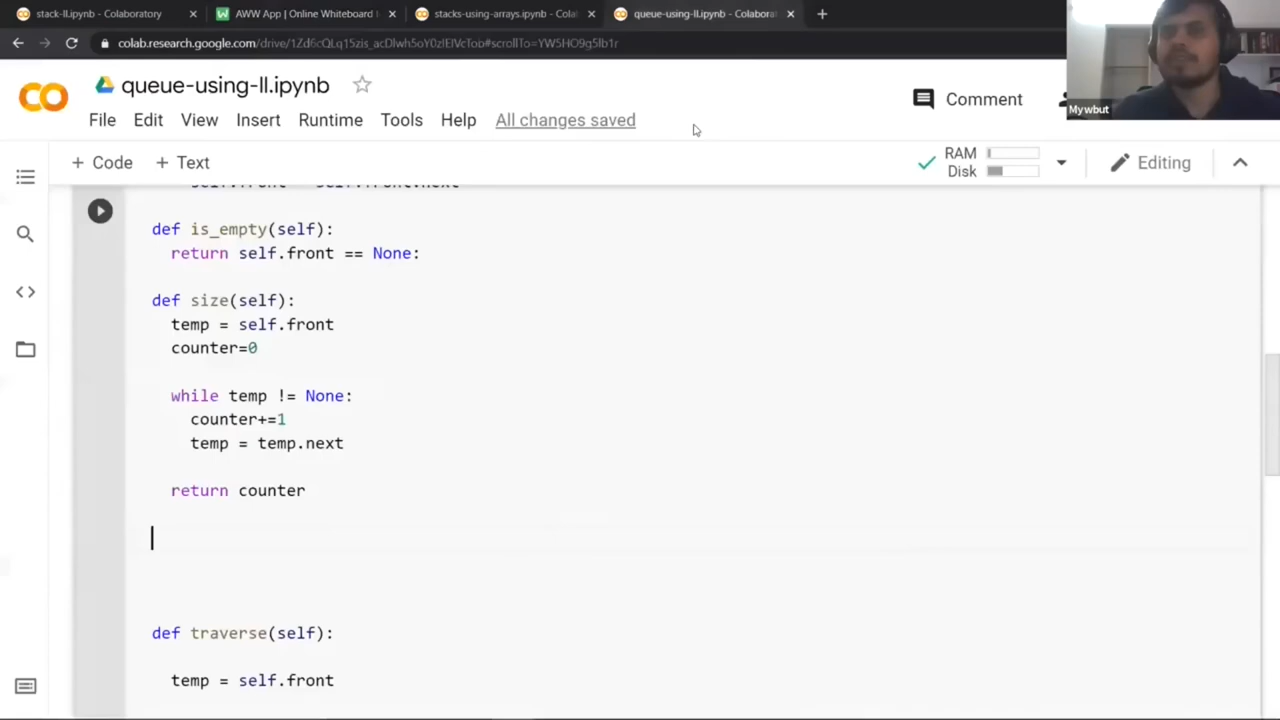 stack-ll.ipynb - Colaboratory
AWW App | Online Whiteboard
stacks-using-arrays.ipynb - Cola
queue-using-ll.ipynb - Colabora
colab.research.google.com/drive/1Zd6cQLq15zis_acDlwh5oY0zlElVcTob#scrollTo=YW5HO9g5lb1r
CO queue-using-ll.ipynb
File Edit View Insert Runtime Tools Help All changes saved
Comment
Mywbut
+ Code + Text
RAM
Disk
Editing
def is_empty(self):
return self.front == None:
def size(self):
temp = self.front
counter=0
while temp != None:
counter+=1
temp = temp.next
return counter
def traverse(self):
temp = self.front